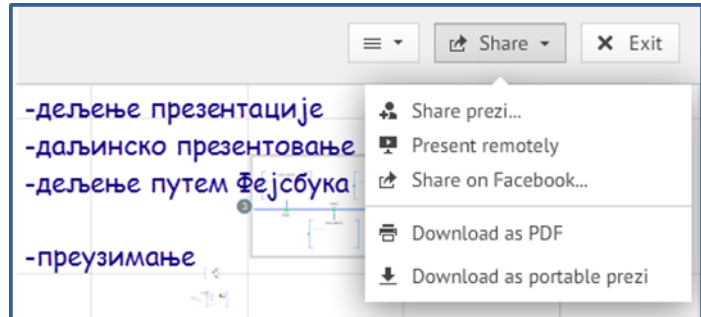 Share
Exit
-дељење презентације
Share prezi...
-даљинско презентовање
Present remotely
-дељење путем Фејсбука
Share on Facebook...
3
Download as PDF
-преузимање
Download as portable prezi